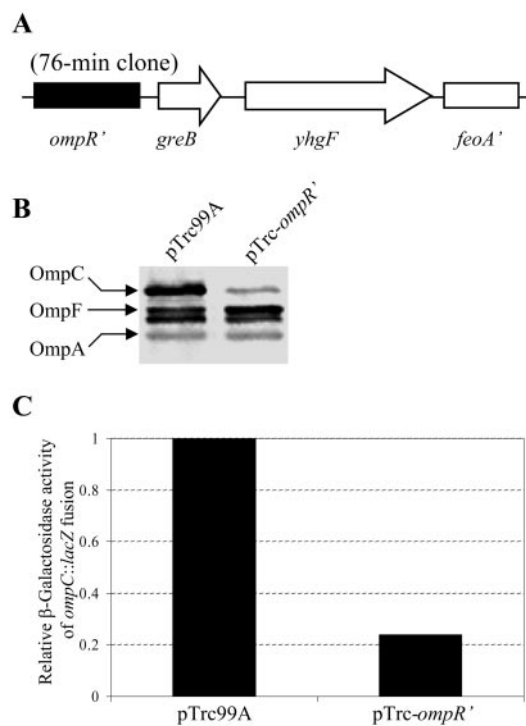 A
(76-min clone)
ompR’ greB yhgF feoA’
B
pTrc99A pTrc-ompR’
OmpC
OmpF
OmpA
C
Relative β-Galactosidase activity
of ompC::lacZ fusion
1
0.8
0.6
0.4
0.2
0
pTrc99A pTrc-ompR’